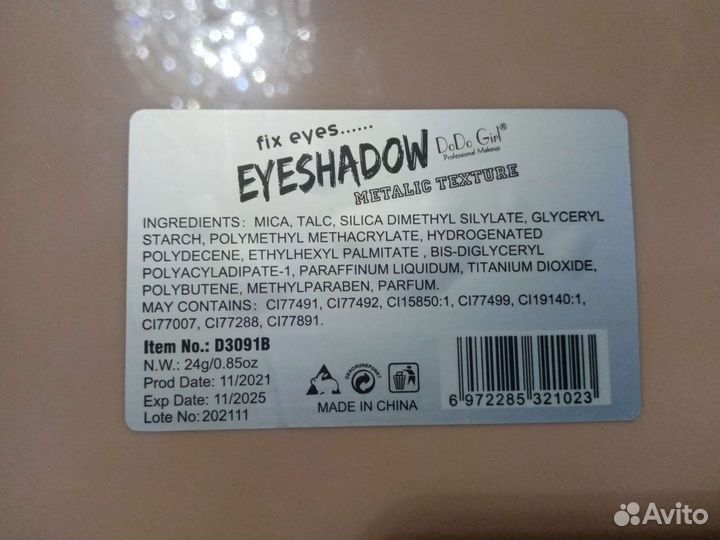 fix eyes......
EYESHADOW
DoDo Girl®
Professional Makeup
METALIC TEXTURE
INGREDIENTS: MICA, TALC, SILICA DIMETHYL SILYLATE, GLYCERYL
STARCH, POLYMETHYL METHACRYLATE, HYDROGENATED
POLYDECENE, ETHYLHEXYL PALMITATE , BIS-DIGLYCERYL
POLYACYLADIPATE-1, PARAFFINUM LIQUIDUM, TITANIUM DIOXIDE,
POLYBUTENE, METHYLPARABEN, PARFUM.
MAY CONTAINS: CI77491, CI77492, CI15850:1, CI77499, CI19140:1,
CI77007, CI77288, CI77891.
Item No.: D3091B
N.W.: 24g/0.85oz
Prod Date: 11/2021
Exp Date: 11/2025
Lote No: 202111
MADE IN CHINA
6 972285 321023
Avito